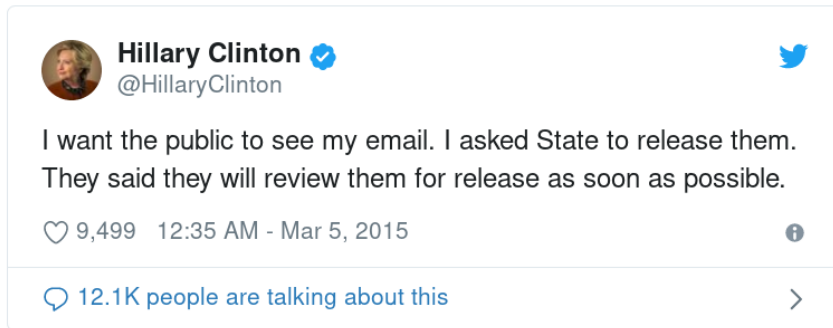 Hillary Clinton
@HillaryClinton
I want the public to see my email. I asked State to release them.
They said they will review them for release as soon as possible.
9,499 12:35 AM - Mar 5, 2015
12.1K people are talking about this